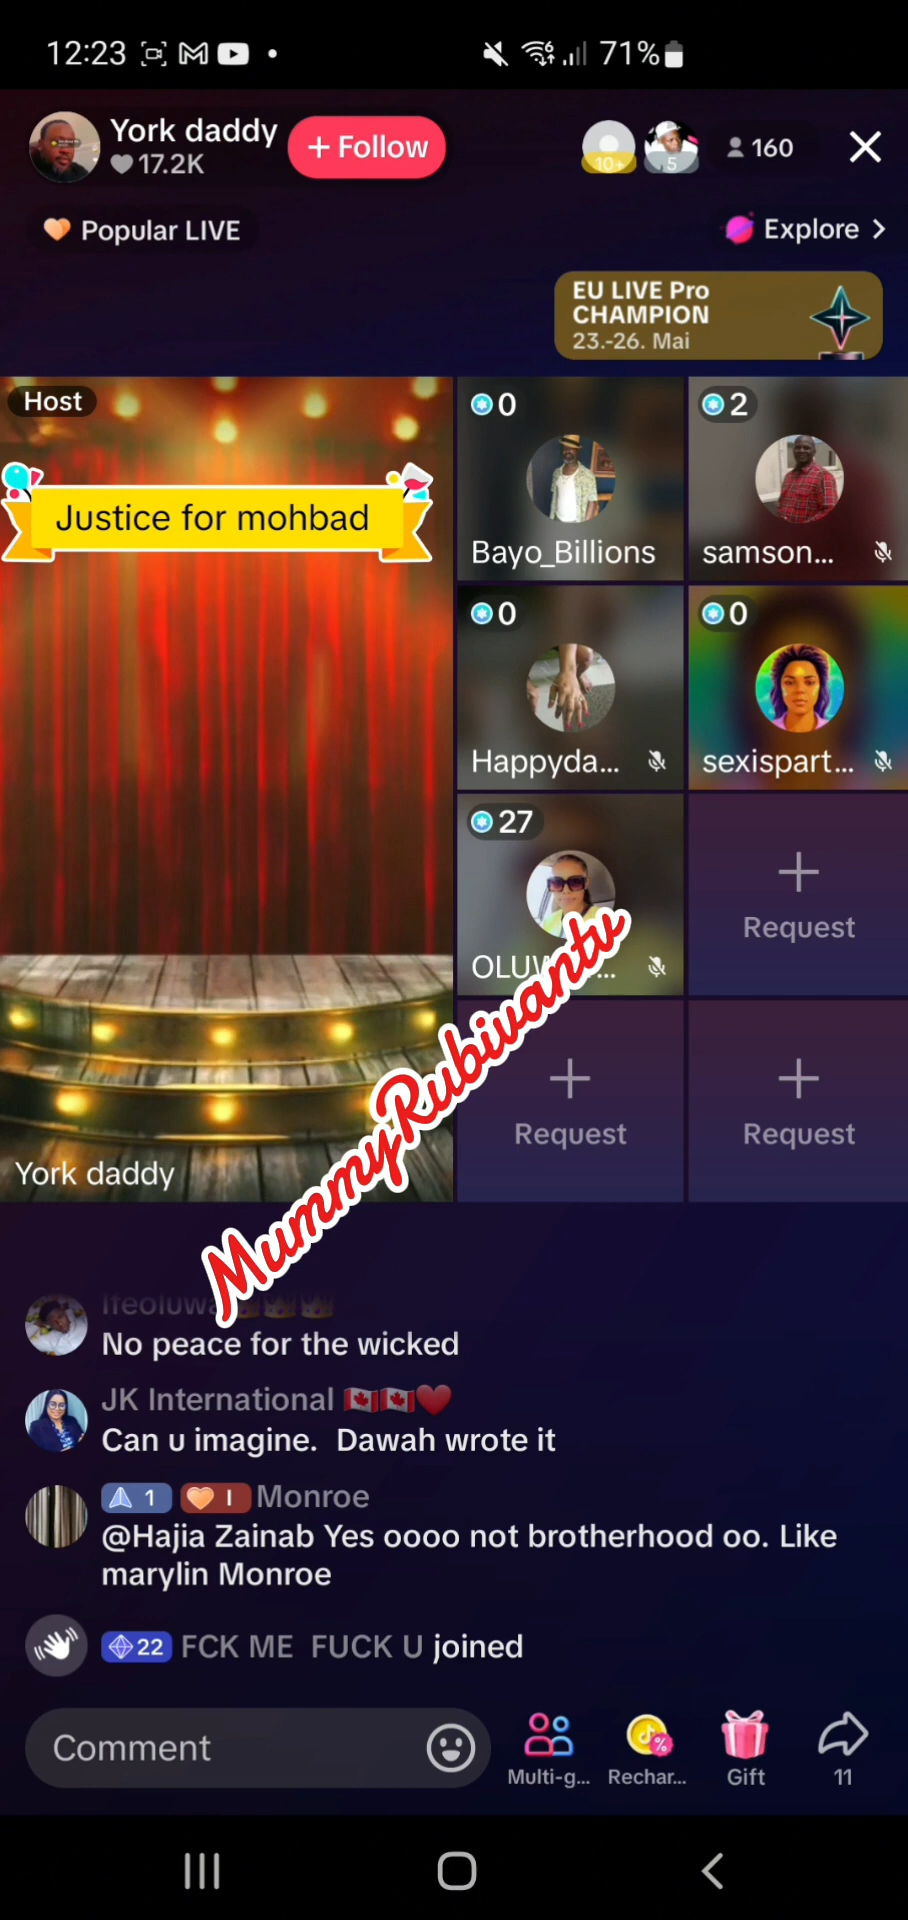 12:23
71%
York daddy
17.2K
+ Follow
10+
5
160
Popular LIVE
Explore >
EU LIVE Pro
CHAMPION
23.-26. Mai
Host
Justice for mohbad
York daddy
0
Bayo_Billions
2
samson...
0
Happyda...
0
sexispart...
27
Request
Request
Request
MummyRubivantv
No peace for the wicked
JK International
Can u imagine. Dawah wrote it
1 I Monroe
@Hajia Zainab Yes oooo not brotherhood oo. Like
marylin Monroe
22 FCK ME FUCK U joined
Comment
Multi-g...
Rechar...
Gift
11